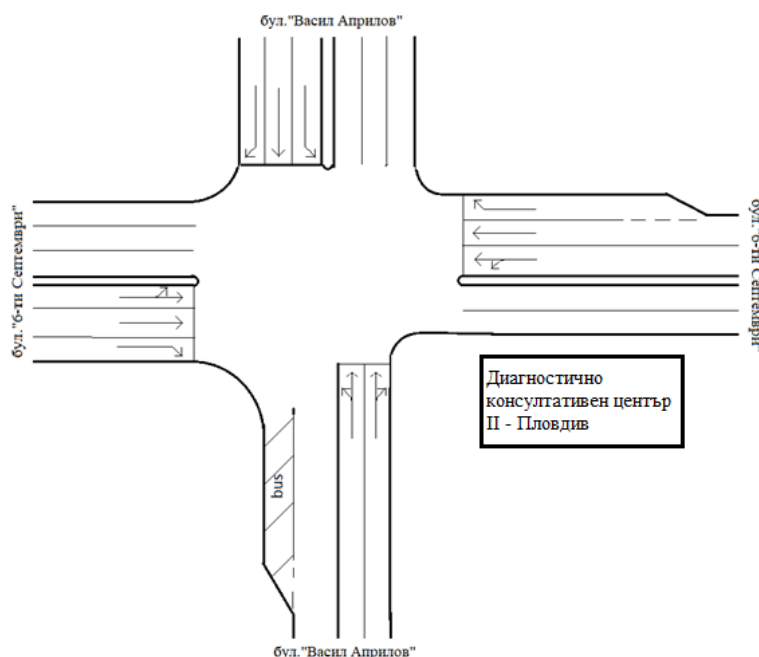 бул."Васил Априлов"
бул."6-ти Септември"
бул."6-ти Септември"
Диагностично
консултативен център
II - Пловдив
bus
бул."Васил Априлов"